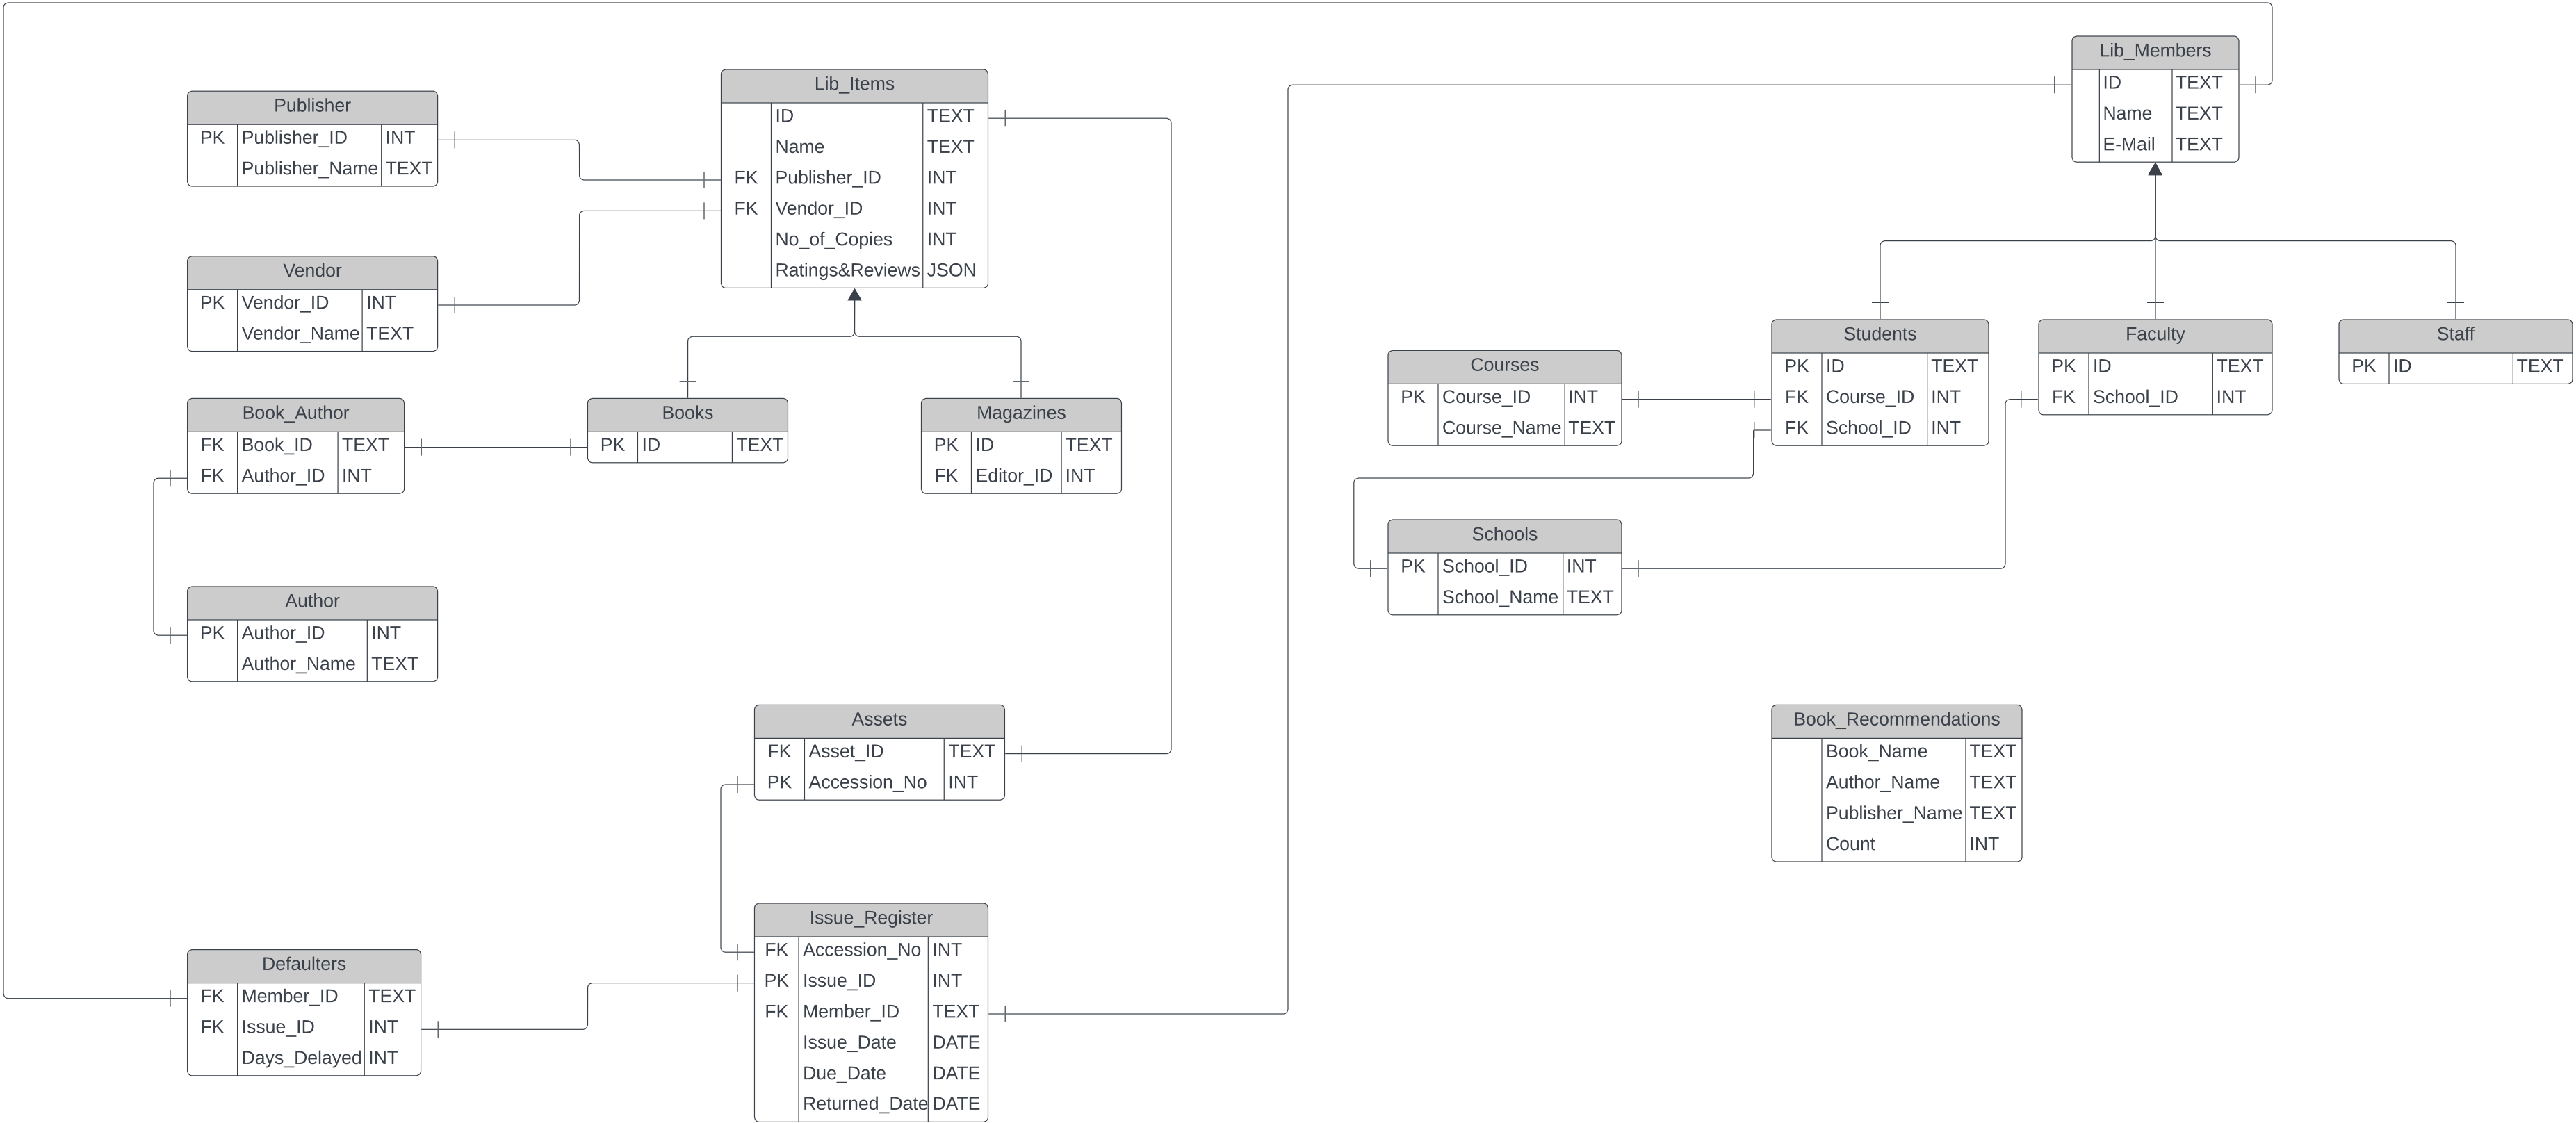 Lib_Members
ID TEXT
Name TEXT
E-Mail TEXT
Lib_Items
ID TEXT
Name TEXT
FK Publisher_ID INT
FK Vendor_ID INT
No_of_Copies INT
Ratings&Reviews JSON
Publisher
PK Publisher_ID INT
Publisher_Name TEXT
Vendor
PK Vendor_ID INT
Vendor_Name TEXT
Students
PK ID TEXT
FK Course_ID INT
FK School_ID INT
Faculty
PK ID TEXT
FK School_ID INT
Staff
PK ID TEXT
Courses
PK Course_ID INT
Course_Name TEXT
Book_Author
FK Book_ID TEXT
FK Author_ID INT
Books
PK ID TEXT
Magazines
PK ID TEXT
FK Editor_ID INT
Schools
PK School_ID INT
School_Name TEXT
Author
PK Author_ID INT
Author_Name TEXT
Assets
FK Asset_ID TEXT
PK Accession_No INT
Book_Recommendations
Book_Name TEXT
Author_Name TEXT
Publisher_Name TEXT
Count INT
Issue_Register
FK Accession_No INT
PK Issue_ID INT
FK Member_ID TEXT
Issue_Date DATE
Due_Date DATE
Returned_Date DATE
Defaulters
FK Member_ID TEXT
FK Issue_ID INT
Days_Delayed INT